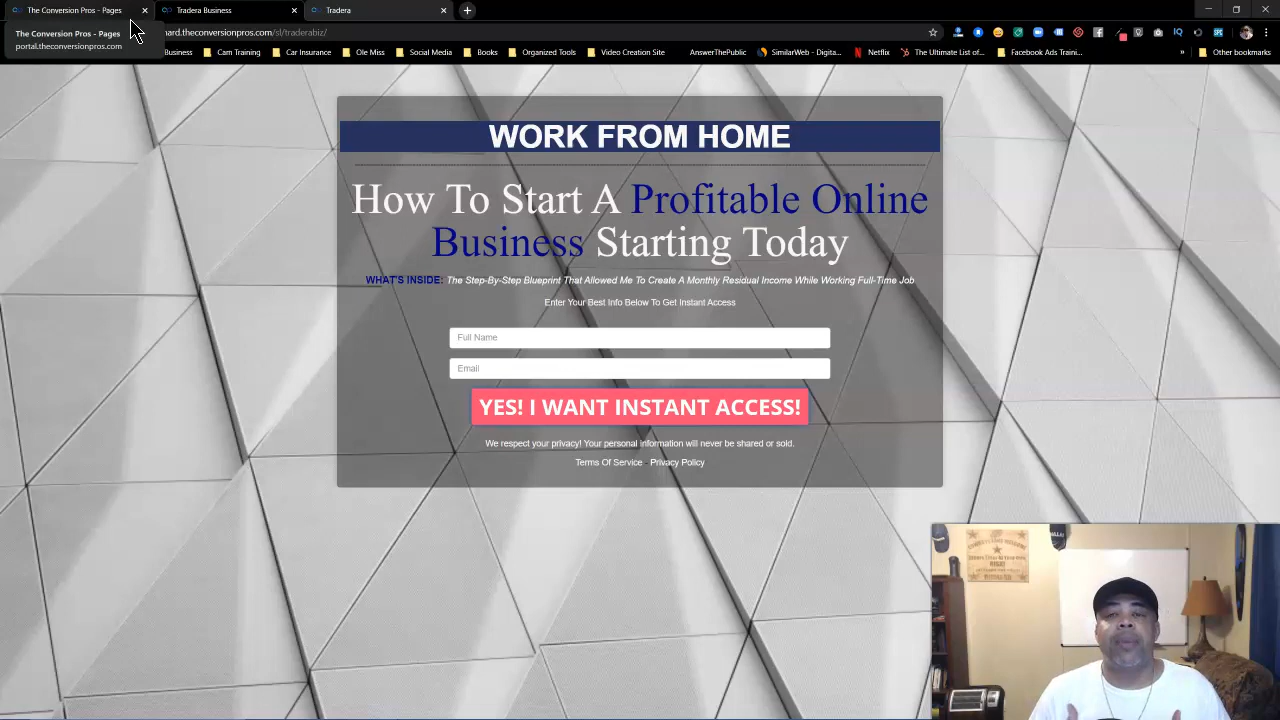 The Conversion Pros - Pages
Tradera Business
Tradera
The Conversion Pros - Pages
portal.theconversionpros.com
ard.theconversionpros.com/sl/traderabiz/
Business
Cam Training
Car Insurance
Ole Miss
Social Media
Books
Organized Tools
Video Creation Site
AnswerThePublic
SimilarWeb - Digita...
Netflix
The Ultimate List of...
Facebook Ads Traini...
Other bookmarks
WORK FROM HOME
How To Start A Profitable Online
Business Starting Today
WHAT'S INSIDE: The Step-By-Step Blueprint That Allowed Me To Create A Monthly Residual Income While Working Full-Time Job
Enter Your Best Info Below To Get Instant Access
Full Name
Email
YES! I WANT INSTANT ACCESS!
We respect your privacy! Your personal information will never be shared or sold.
Terms Of Service - Privacy Policy